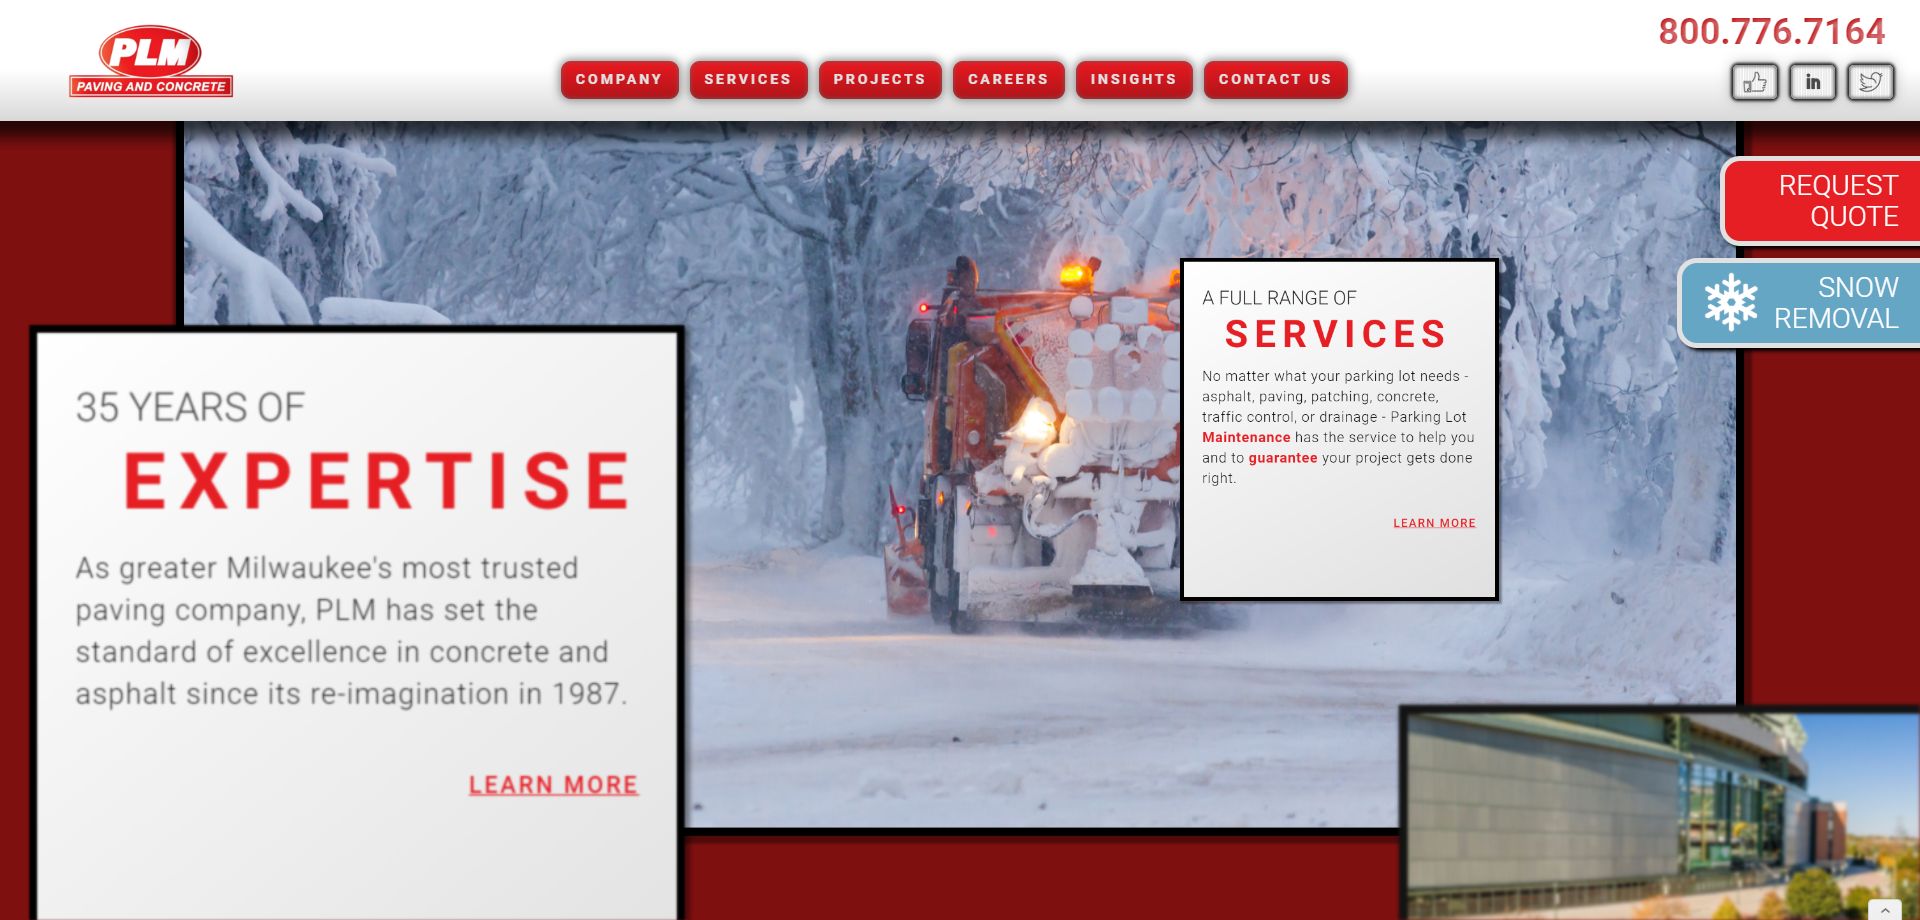 PLM
PAVING AND CONCRETE
COMPANY
SERVICES
PROJECTS
CAREERS
INSIGHTS
CONTACT US
800.776.7164
in
REQUEST
QUOTE
SNOW
REMOVAL
35 YEARS OF
EXPERTISE
As greater Milwaukee's most trusted
paving company, PLM has set the
standard of excellence in concrete and
asphalt since its re-imagination in 1987.
LEARN MORE
A FULL RANGE OF
SERVICES
No matter what your parking lot needs -
asphalt, paving, patching, concrete,
traffic control, or drainage - Parking Lot
Maintenance has the service to help you
and to guarantee your project gets done
right.
LEARN MORE